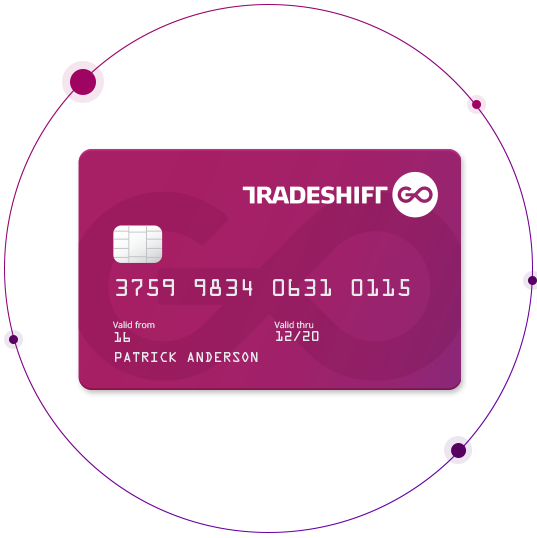 TRADESHIFT GO
3759 9834 0631 0115
Valid from Valid thru
16 12/20
PATRICK ANDERSON